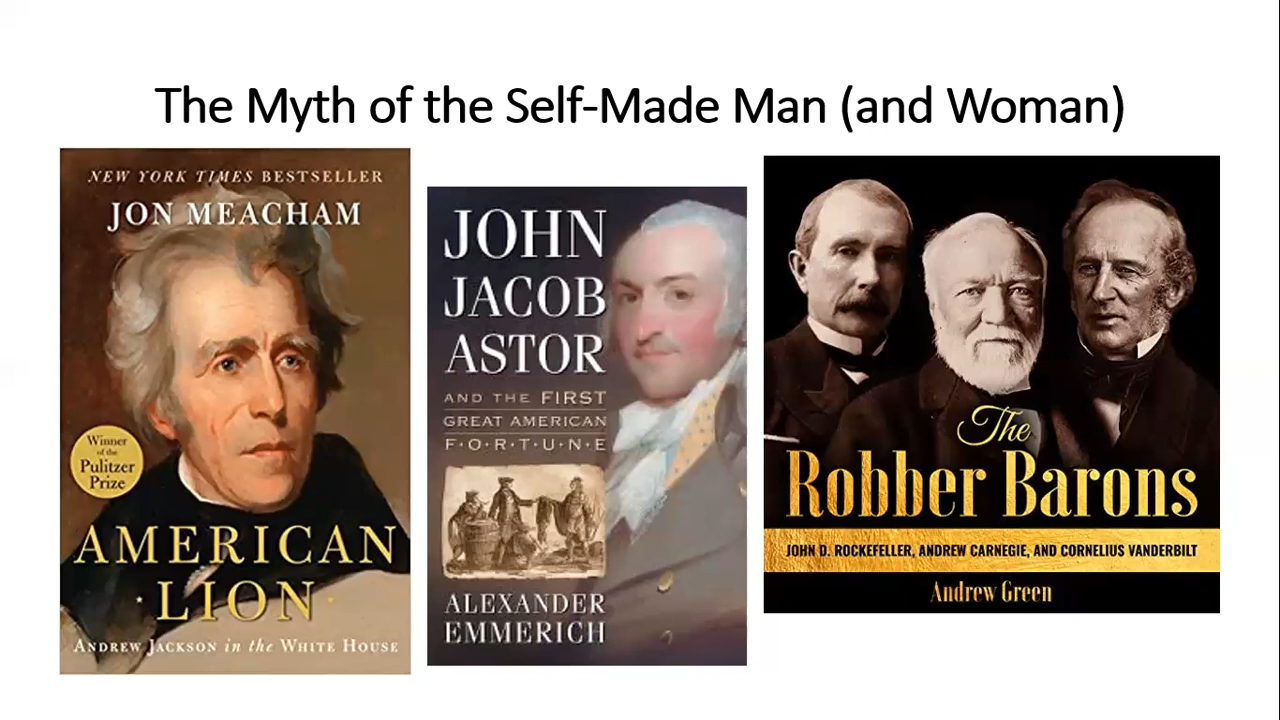 The Myth of the Self-Made Man (and Woman)
NEW YORK TIMES BESTSELLER
JON MEACHAM
Winner
of the
Pulitzer
Prize
AMERICAN
· LION ·
ANDREW JACKSON in the WHITE HOUSE
JOHN
JACOB
ASTOR
AND THE FIRST
GREAT AMERICAN
F·O·R·T·U·N·E
ALEXANDER
EMMERICH
The
Robber Barons
JOHN D. ROCKEFELLER, ANDREW CARNEGIE, AND CORNELIUS VANDERBILT
Andrew Green